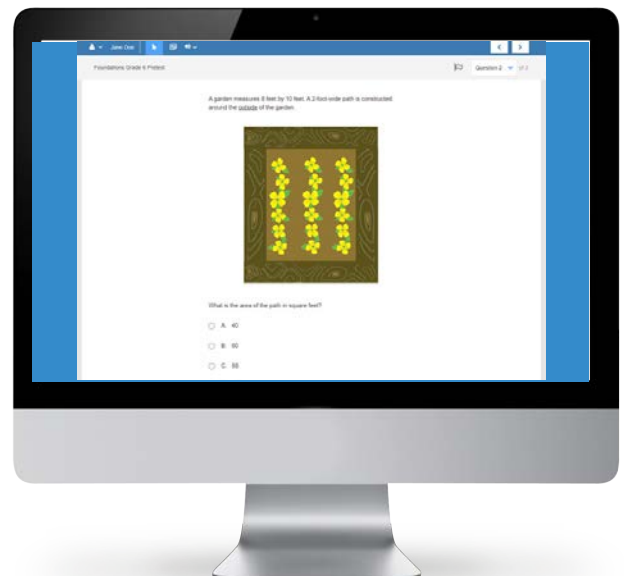 Jane Doe
Foundations Grade 6 Pretest
Question 2 of 2
A garden measures 8 feet by 10 feet. A 2-foot-wide path is constructed
around the outside of the garden.
What is the area of the path in square feet?
A. 40
B. 80
C. 88